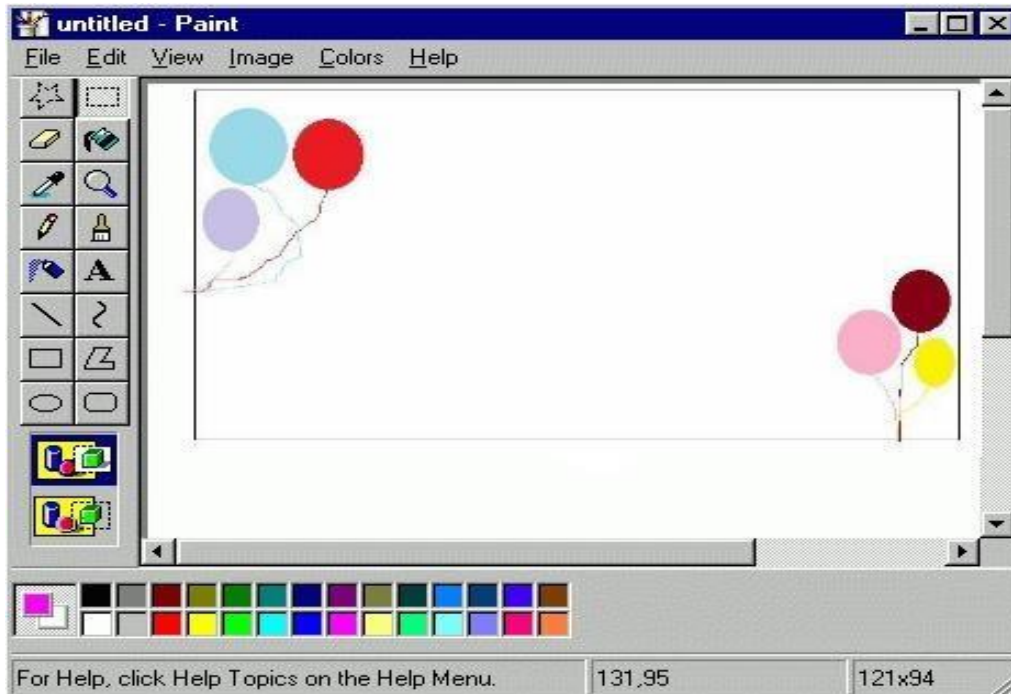 untitled - Paint
File Edit View Image Colors Help
A
For Help, click Help Topics on the Help Menu. 131,95 121x94